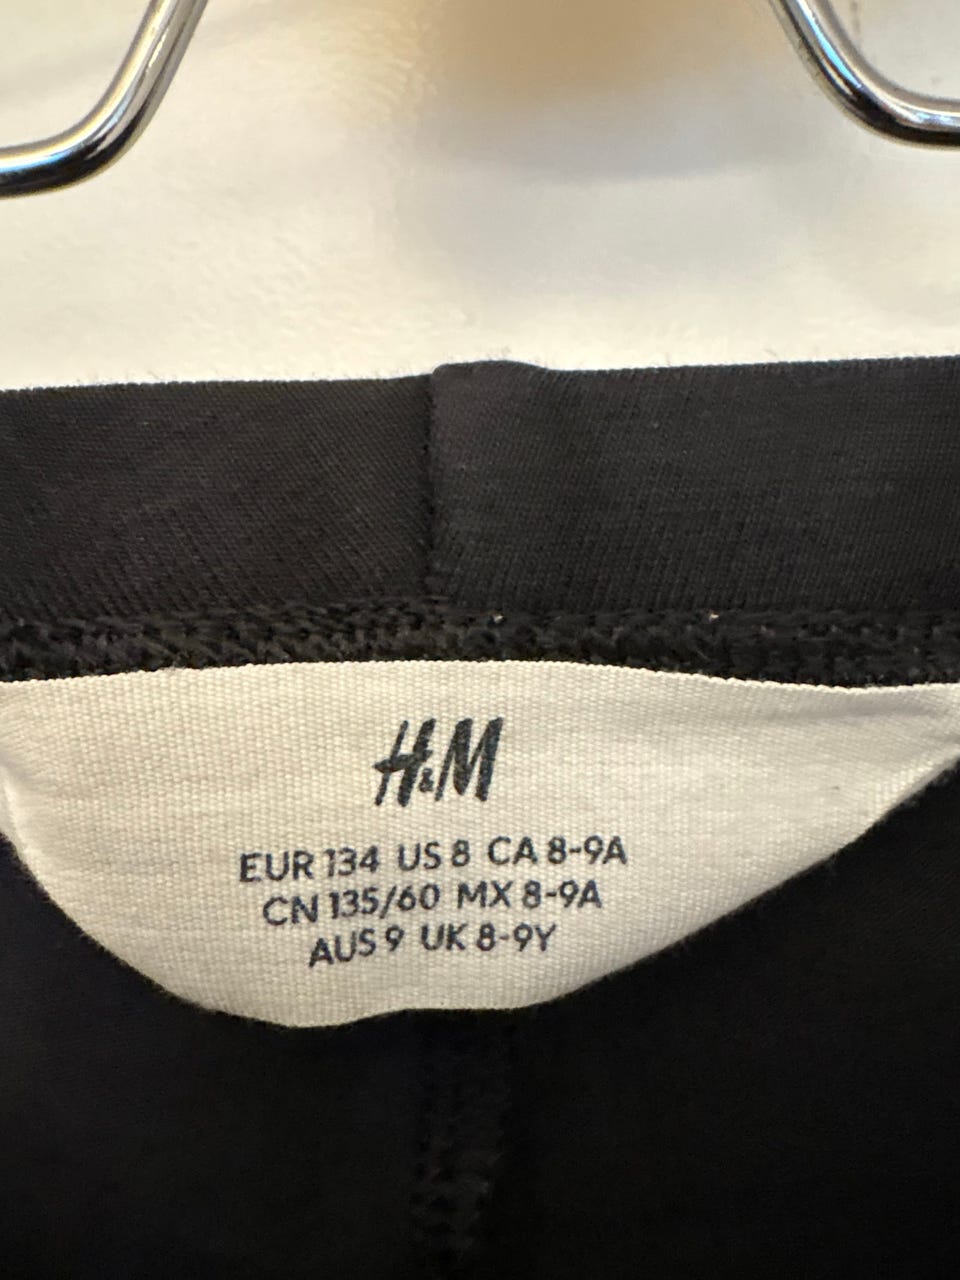 H&M
EUR 134 US 8 CA 8-9A
CN 135/60 MX 8-9A
AUS 9 UK 8-9Y